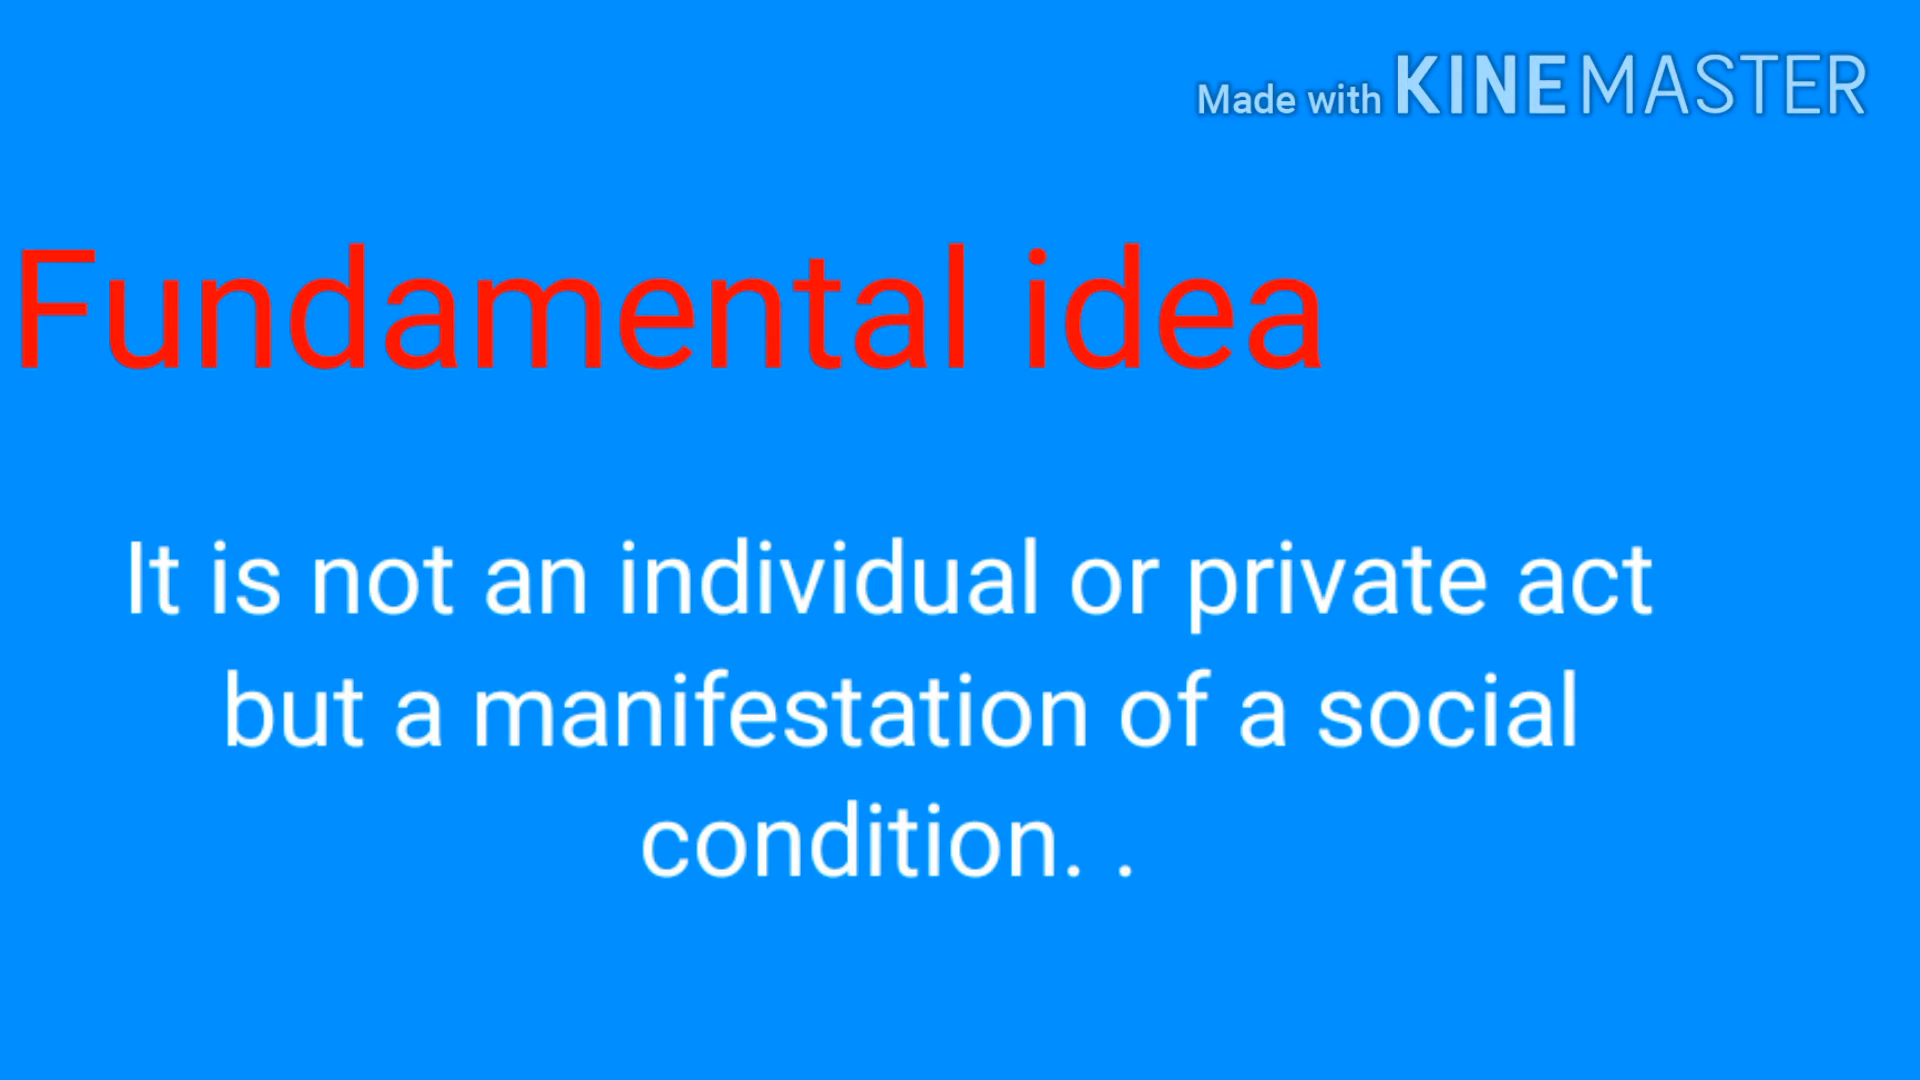 Made with KINEMASTER
Fundamental idea
It is not an individual or private act
but a manifestation of a social
condition. .